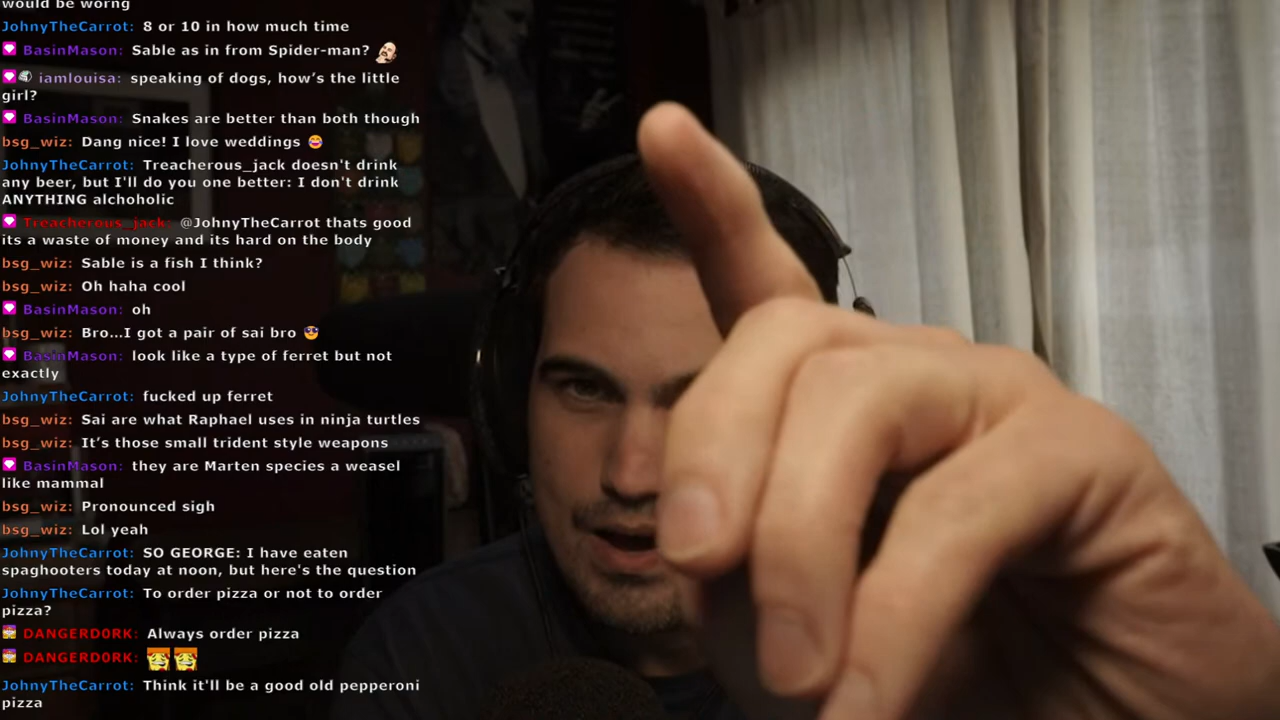 would be worng
JohnyTheCarrot: 8 or 10 in how much time
BasinMason: Sable as in from Spider-man?
iamlouisa: speaking of dogs, how's the little
girl?
BasinMason: Snakes are better than both though
bsg_wiz: Dang nice! I love weddings
JohnyTheCarrot: Treacherous_jack doesn't drink
any beer, but I'll do you one better: I don't drink
ANYTHING alchoholic
Treacherous_jack: @JohnyTheCarrot thats good
its a waste of money and its hard on the body
bsg_wiz: Sable is a fish I think?
bsg_wiz: Oh haha cool
BasinMason: oh
bsg_wiz: Bro...I got a pair of sai bro
BasinMason: look like a type of ferret but not
exactly
JohnyTheCarrot: fucked up ferret
bsg_wiz: Sai are what Raphael uses in ninja turtles
bsg_wiz: It's those small trident style weapons
BasinMason: they are Marten species a weasel
like mammal
bsg_wiz: Pronounced sigh
bsg_wiz: Lol yeah
JohnyTheCarrot: SO GEORGE: I have eaten
spaghooters today at noon, but here's the question
JohnyTheCarrot: To order pizza or not to order
pizza?
DANGERD0RK: Always order pizza
DANGERD0RK:
JohnyTheCarrot: Think it'll be a good old pepperoni
pizza